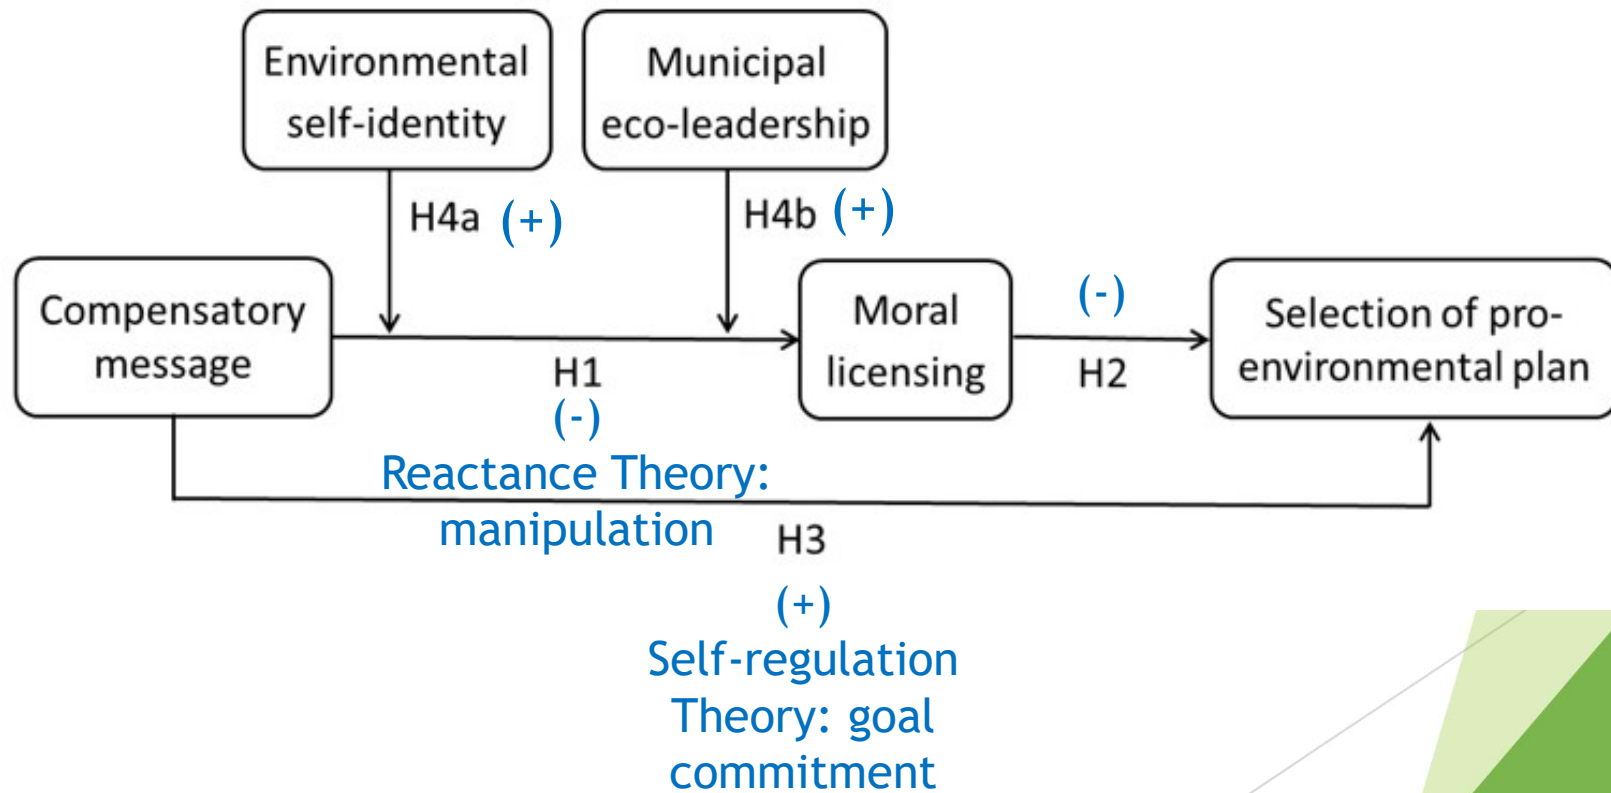 Environmental
self-identity
Municipal
eco-leadership
H4a (+)
H4b (+)
Compensatory
message
Moral
licensing
(-)
Selection of pro-
environmental plan
H1
H2
(-)
Reactance Theory:
manipulation
H3
(+)
Self-regulation
Theory: goal
commitment